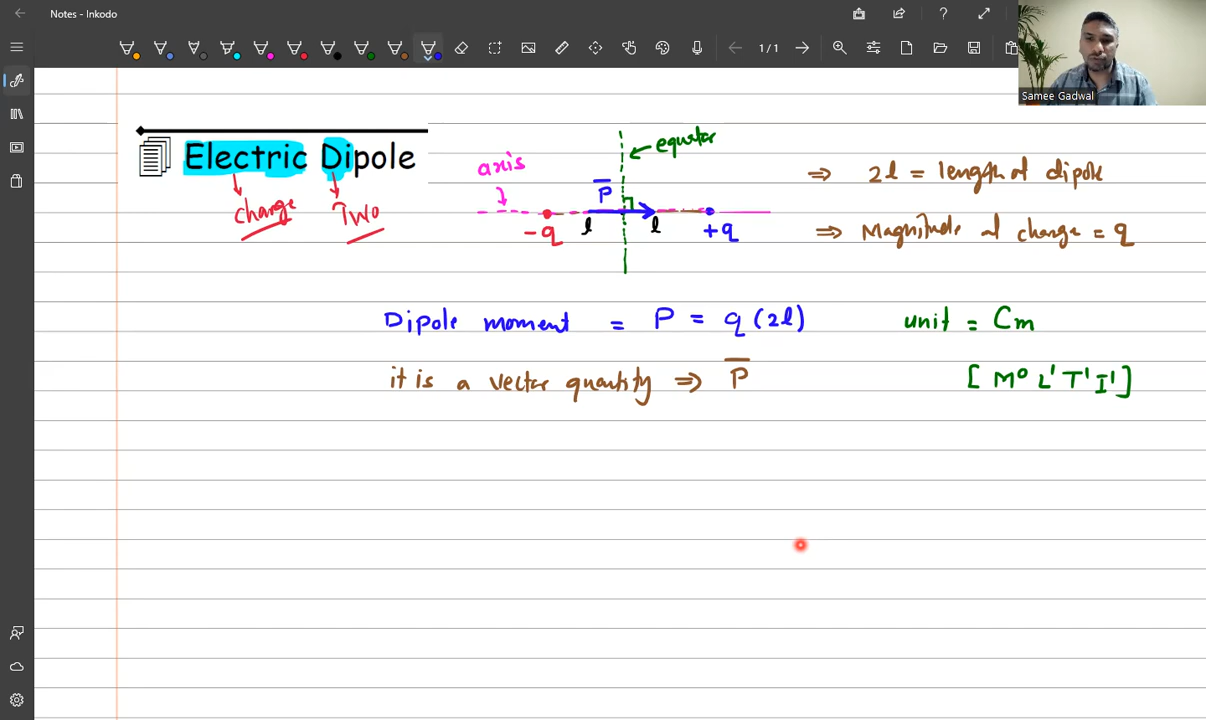 Notes - Inkodo
1/1
Samee Gadwal
Electric Dipole
charge
Two
axis
equator
P
-q
l
l
+q
⇒ 2l = length of dipole
⇒ Magnitude of charge = q
Dipole moment = P = q (2l)
unit = Cm
it is a vector quantity ⇒ P̅
[ M⁰ L¹ T¹ I¹ ]